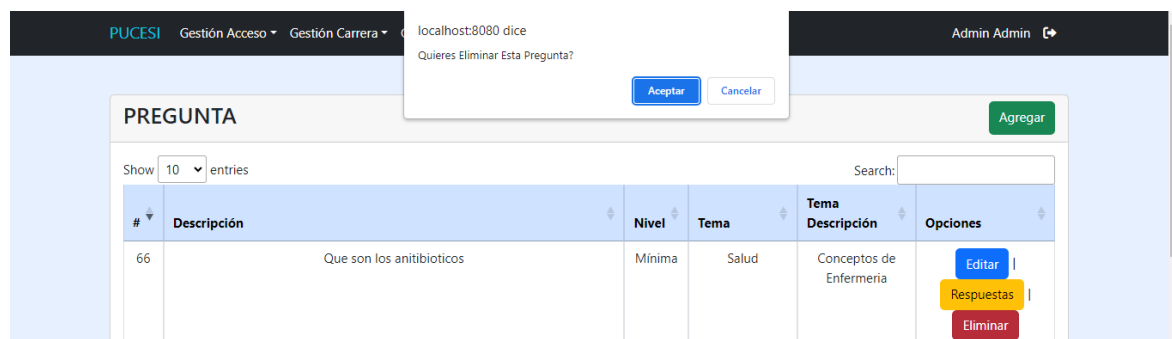 PUCESI Gestión Acceso Gestión Carrera
localhost:8080 dice
Quieres Eliminar Esta Pregunta?
Aceptar Cancelar
Admin Admin
PREGUNTA
Agregar
Show 10 entries
Search:
# Descripción Nivel Tema Tema Descripción Opciones
66 Que son los anitibioticos Mínima Salud Conceptos de Enfermeria Editar |
Respuestas |
Eliminar